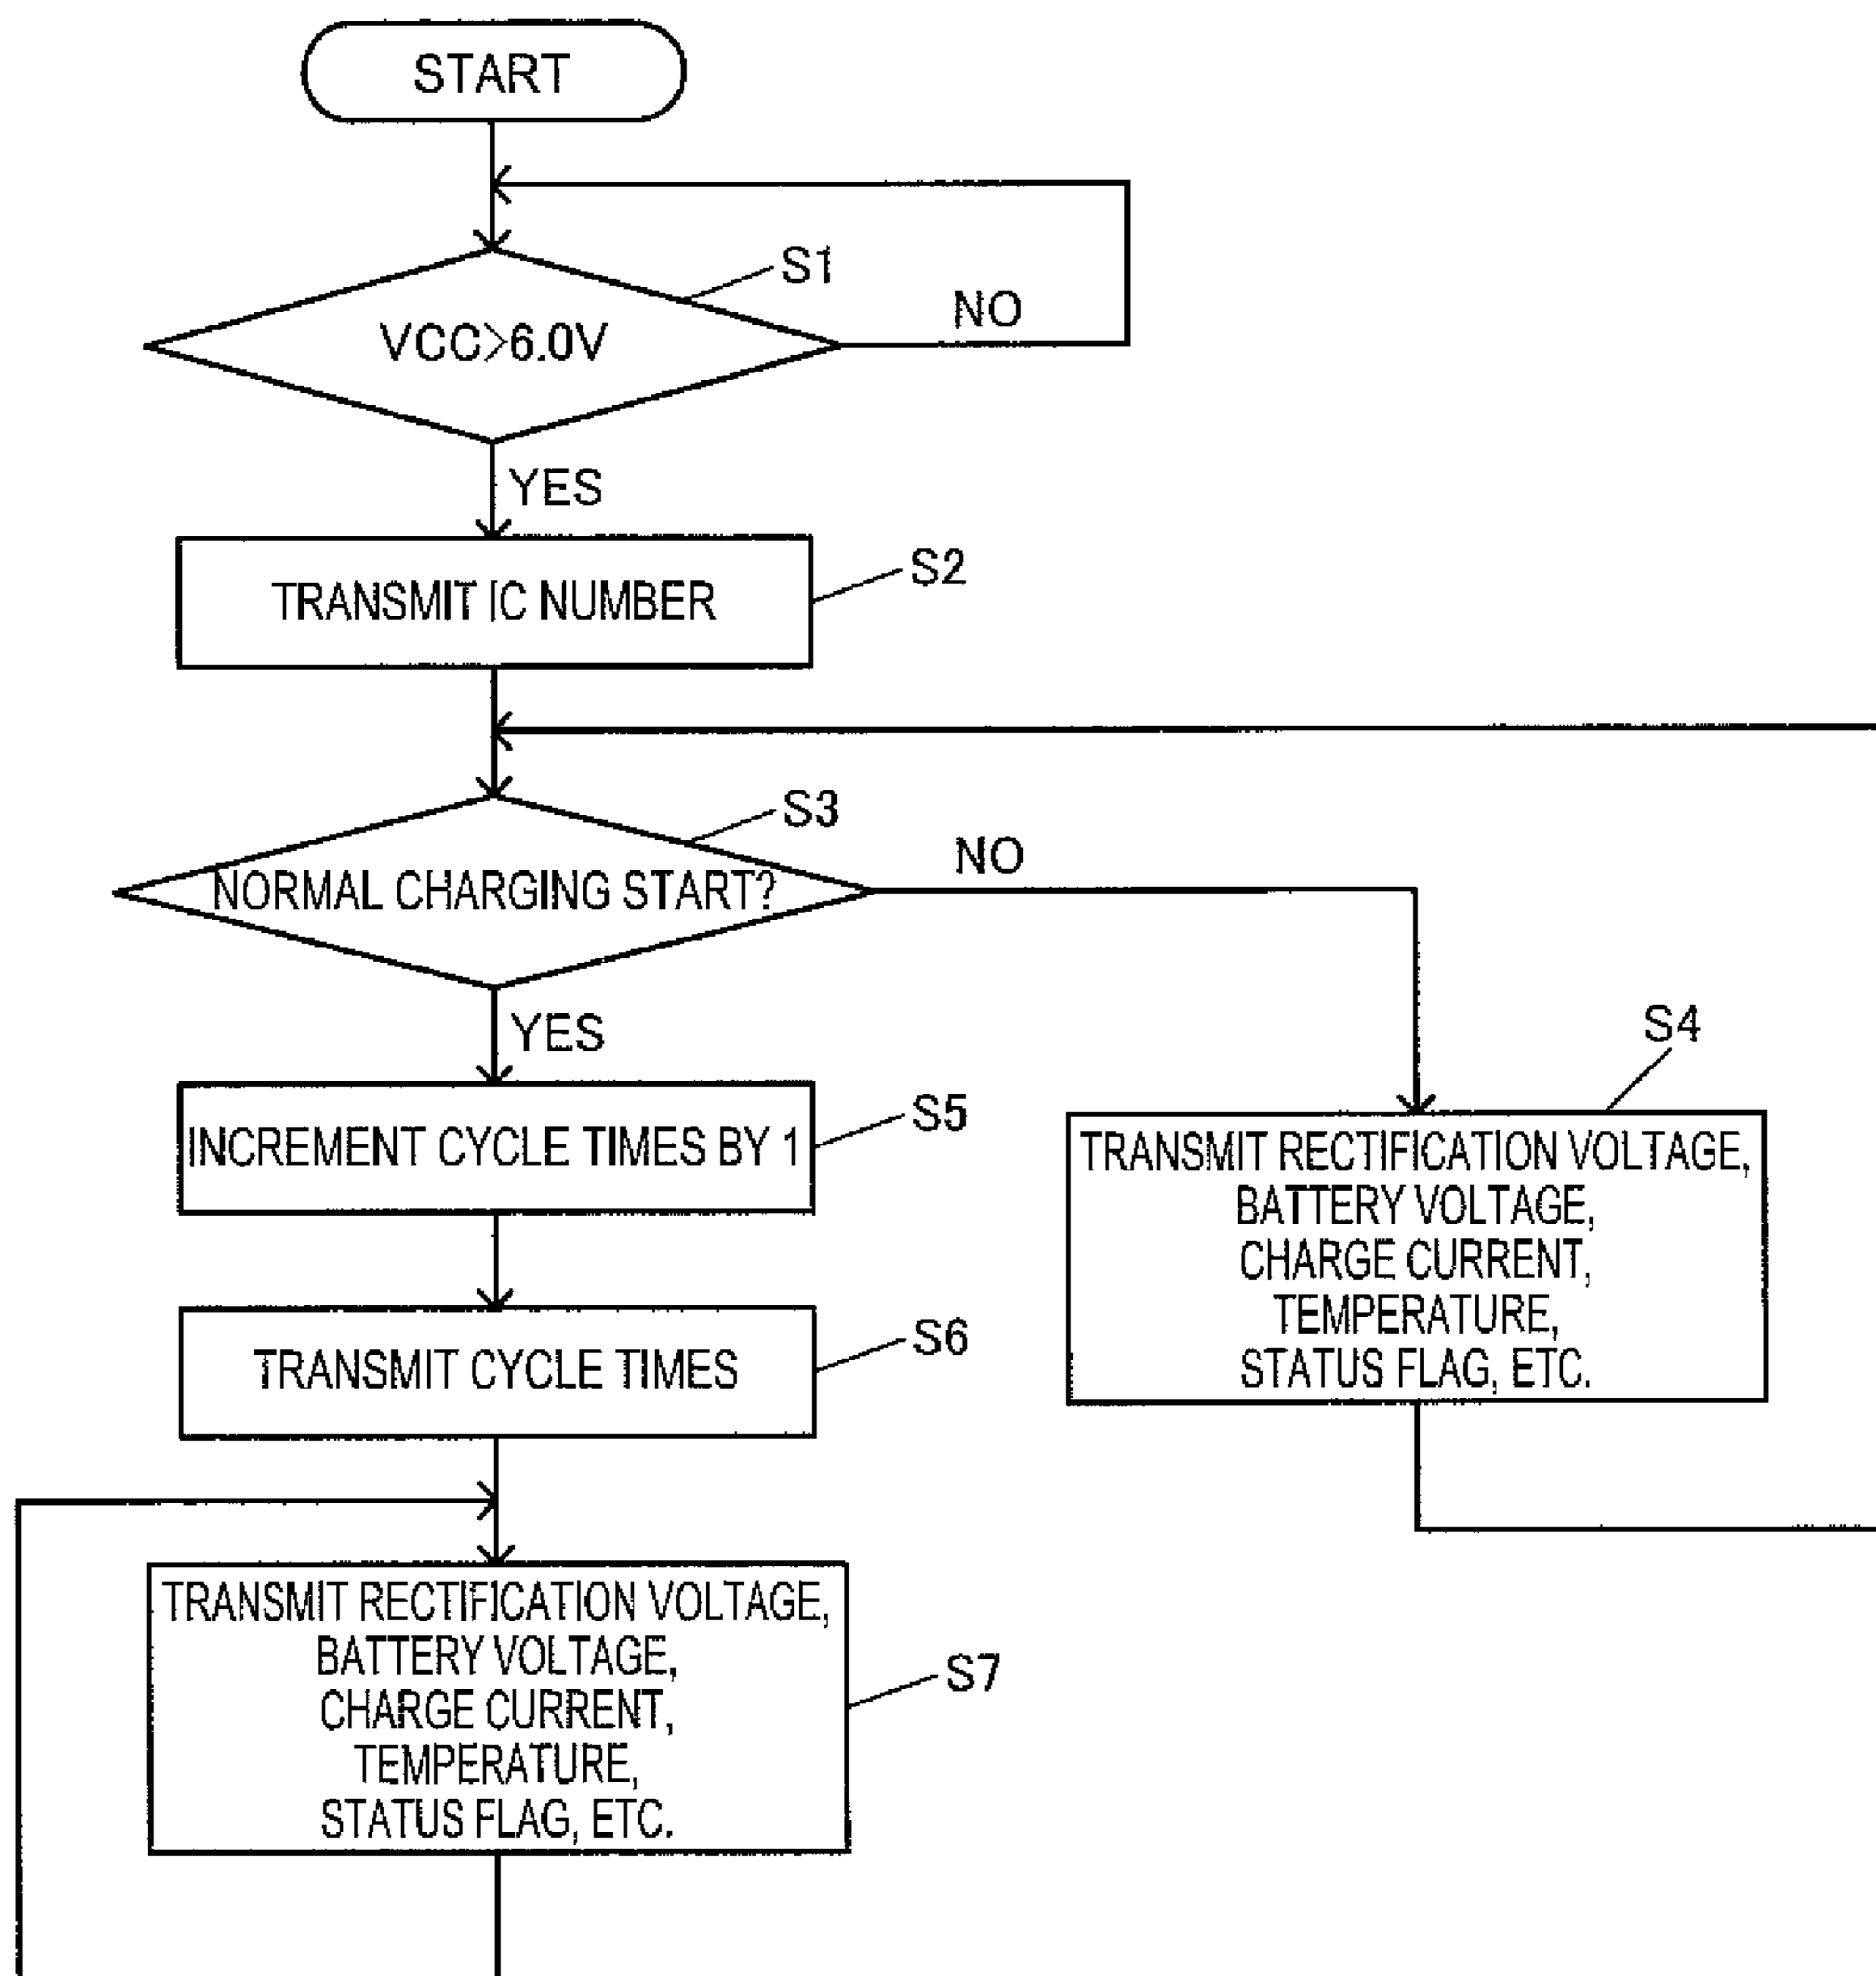 START
S1
VCC>6.0V
NO
YES
S2
TRANSMIT IC NUMBER
S3
NORMAL CHARGING START?
NO
YES
S4
S5
INCREMENT CYCLE TIMES BY 1
TRANSMIT RECTIFICATION VOLTAGE,
BATTERY VOLTAGE,
CHARGE CURRENT,
TEMPERATURE,
STATUS FLAG, ETC.
S6
TRANSMIT CYCLE TIMES
TRANSMIT RECTIFICATION VOLTAGE,
BATTERY VOLTAGE,
CHARGE CURRENT,
TEMPERATURE,
STATUS FLAG, ETC.
S7